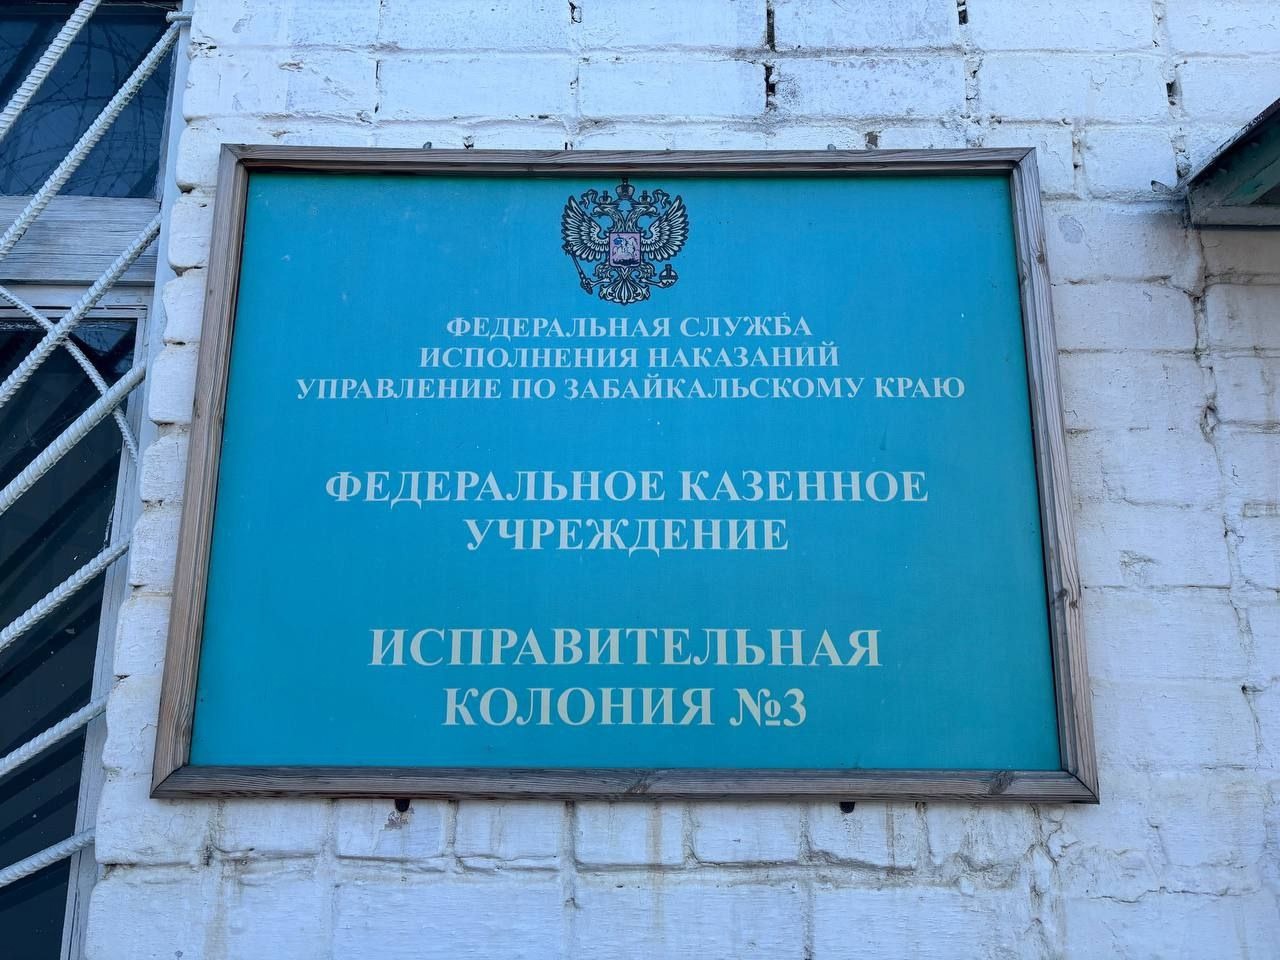 ФЕДЕРАЛЬНАЯ СЛУЖБА
ИСПОЛНЕНИЯ НАКАЗАНИЙ
УПРАВЛЕНИЕ ПО ЗАБАЙКАЛЬСКОМУ КРАЮ
ФЕДЕРАЛЬНОЕ КАЗЕННОЕ
УЧРЕЖДЕНИЕ
ИСПРАВИТЕЛЬНАЯ
КОЛОНИЯ №3